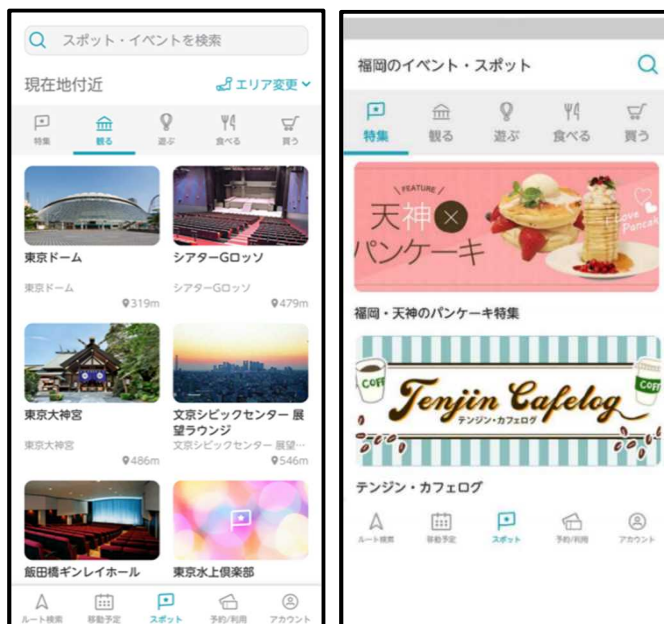 スポット・イベントを検索
現在地付近
エリア変更
特集
観る
遊ぶ
食べる
買う
東京ドーム
東京ドーム
319m
シアターGロッソ
シアターGロッソ
479m
東京大神宮
東京大神宮
486m
文京シビックセンター 展
望ラウンジ
文京シビックセンター 展望…
546m
飯田橋ギンレイホール
東京水上倶楽部
ルート検索
移動予定
スポット
予約/利用
アカウント
福岡のイベント・スポット
特集
観る
遊ぶ
食べる
買う
FEATURE
天神×
パンケーキ
I Love
Pancake
福岡・天神のパンケーキ特集
COFF
Tenjin Cafelog
テンジン・カフェログ
COFF
テンジン・カフェログ
ルート検索
移動予定
スポット
予約/利用
アカウント